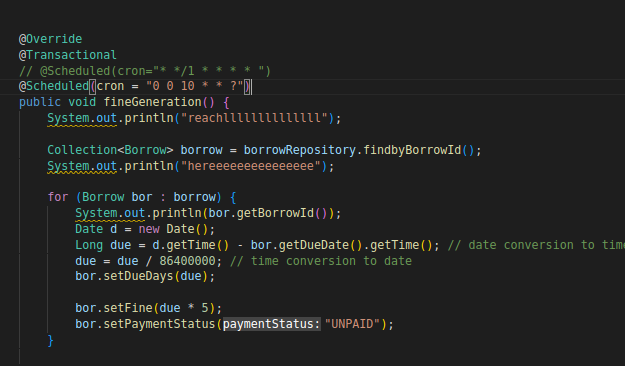 @Override
@Transactional
// @Scheduled(cron="* */1 * * * * ")
@Scheduled(cron = "0 0 10 * * ?")
public void fineGeneration() {
System.out.println("reachllllllllllllll");
Collection<Borrow> borrow = borrowRepository.findbyBorrowId();
System.out.println("hereeeeeeeeeeeeeee");
for (Borrow bor : borrow) {
System.out.println(bor.getBorrowId());
Date d = new Date();
Long due = d.getTime() - bor.getDueDate().getTime(); // date conversion to time
due = due / 86400000; // time conversion to date
bor.setDueDays(due);
bor.setFine(due * 5);
bor.setPaymentStatus(paymentStatus: "UNPAID");
}